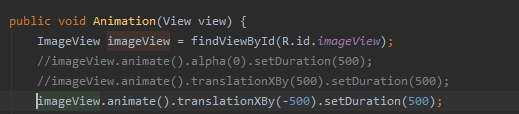 public void Animation(View view) {
ImageView imageView = findViewById(R.id.imageView);
//imageView.animate().alpha(0).setDuration(500);
//imageView.animate().translationXBy(500).setDuration(500);
imageView.animate().translationXBy(-500).setDuration(500);